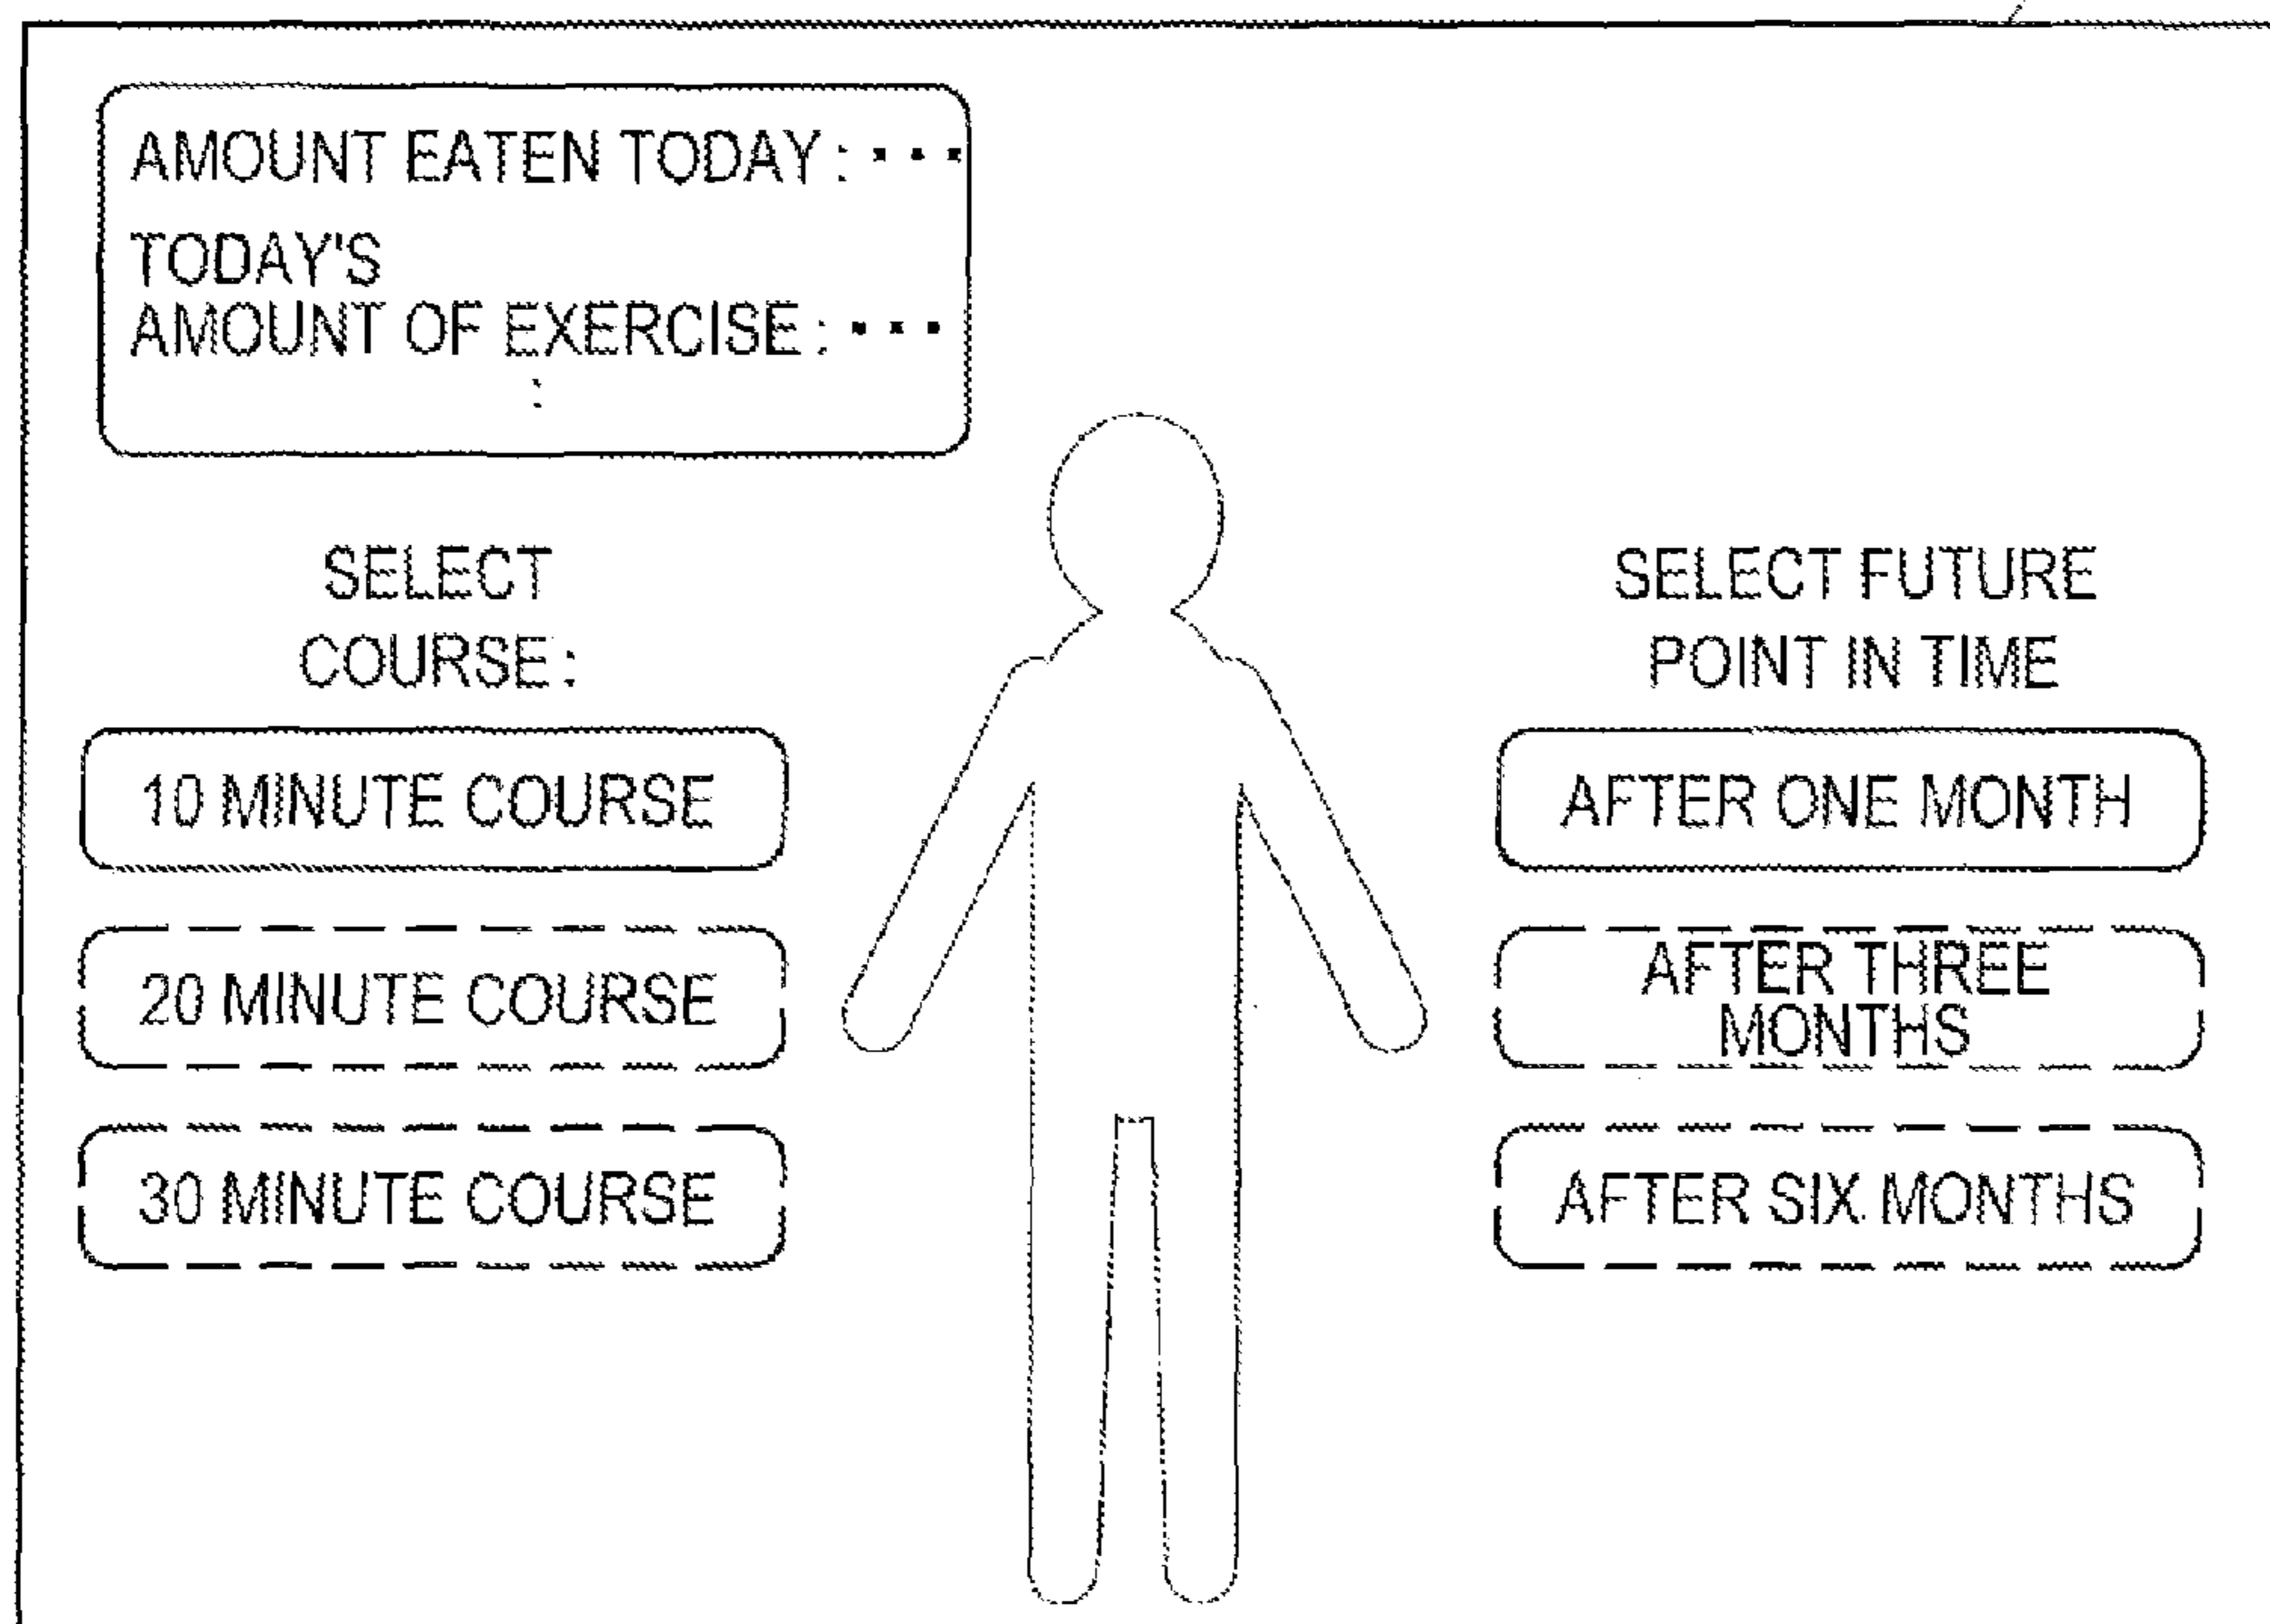 AMOUNT EATEN TODAY: ▪ ▪ ▪
TODAY'S
AMOUNT OF EXERCISE: ▪ ▪ ▪
:
SELECT
COURSE:
10 MINUTE COURSE
20 MINUTE COURSE
30 MINUTE COURSE
SELECT FUTURE
POINT IN TIME
AFTER ONE MONTH
AFTER THREE
MONTHS
AFTER SIX MONTHS